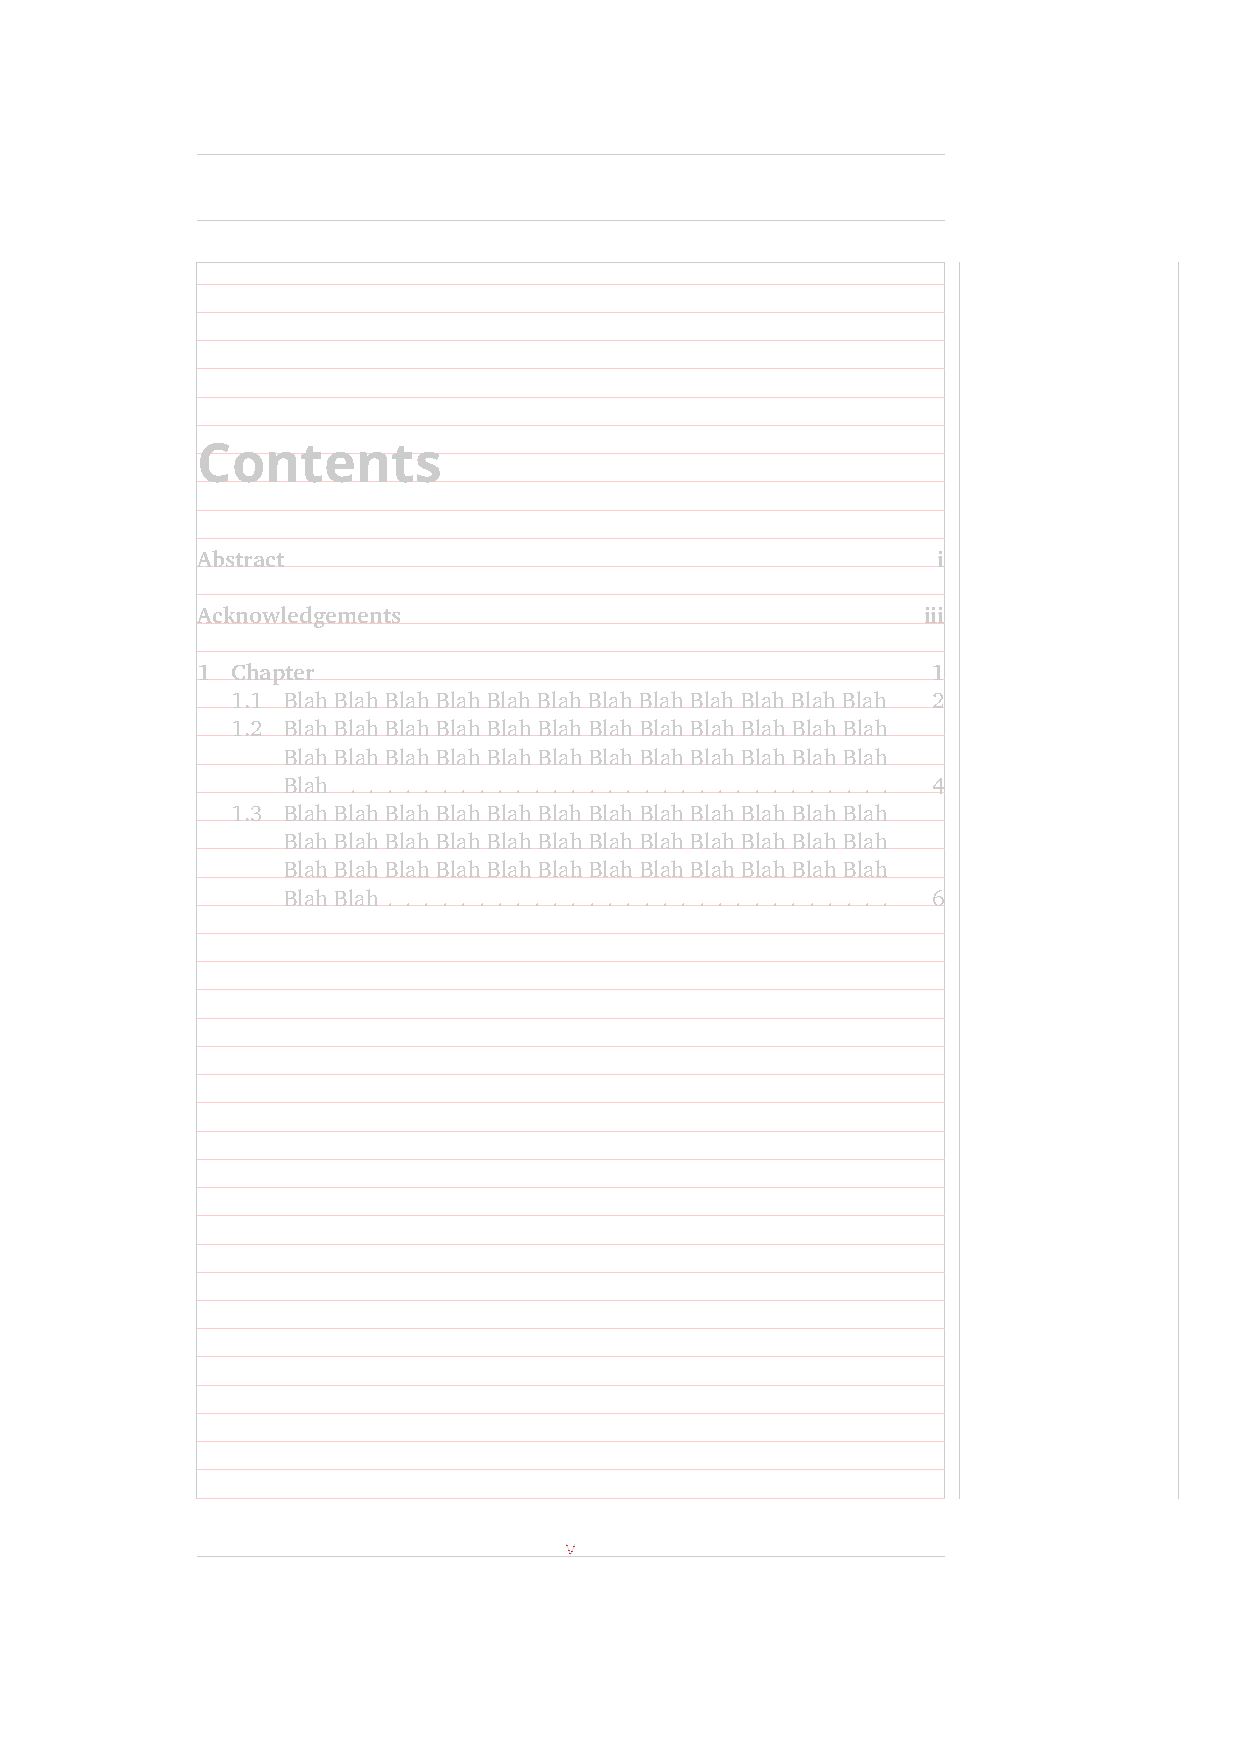 Contents
Abstract i
Acknowledgements iii
1 Chapter 1
1.1 Blah Blah Blah Blah Blah Blah Blah Blah Blah Blah Blah Blah 2
1.2 Blah Blah Blah Blah Blah Blah Blah Blah Blah Blah Blah Blah
Blah Blah Blah Blah Blah Blah Blah Blah Blah Blah Blah Blah
Blah . . . . . . . . . . . . . . . . . . . . . . . . . . . . . . 4
1.3 Blah Blah Blah Blah Blah Blah Blah Blah Blah Blah Blah Blah
Blah Blah Blah Blah Blah Blah Blah Blah Blah Blah Blah Blah
Blah Blah Blah Blah Blah Blah Blah Blah Blah Blah Blah Blah
Blah Blah . . . . . . . . . . . . . . . . . . . . . . . . . . . . 6
v